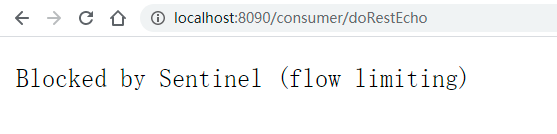 localhost:8090/consumer/doRestEcho
Blocked by Sentinel (flow limiting)